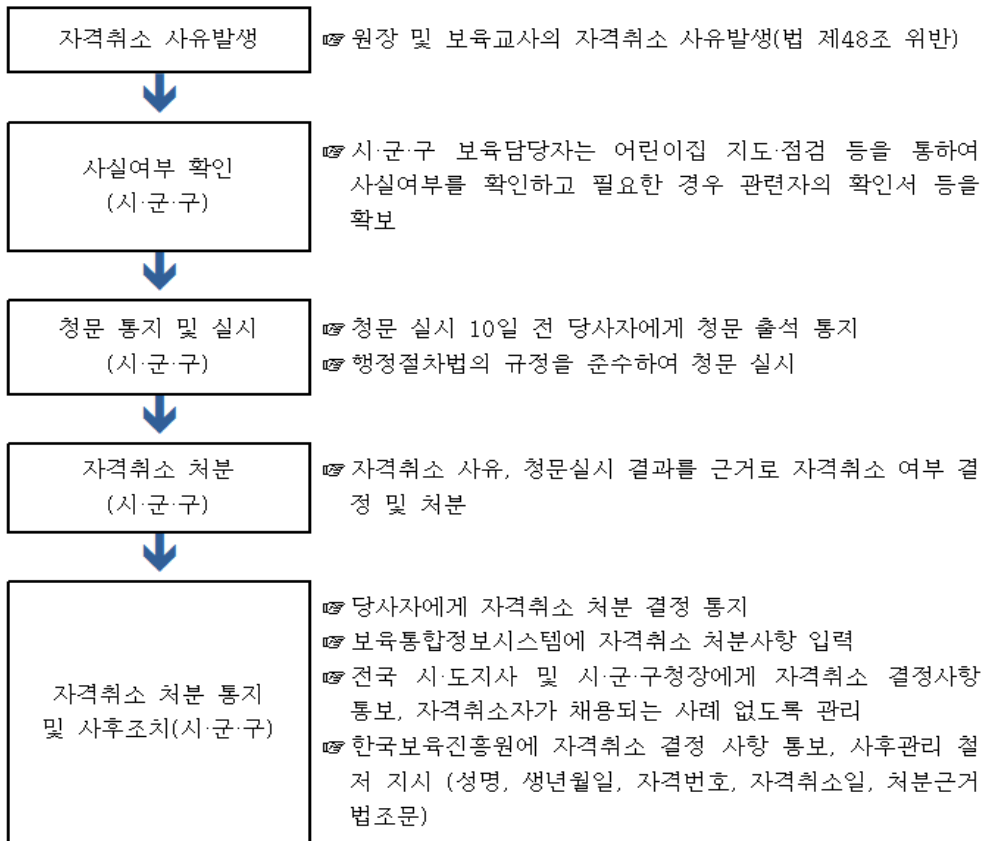 자격취소 사유발생
☞ 원장 및 보육교사의 자격취소 사유발생(법 제48조 위반)
사실여부 확인
(시·군·구)
☞ 시·군·구 보육담당자는 어린이집 지도·점검 등을 통하여
사실여부를 확인하고 필요한 경우 관련자의 확인서 등을
확보
청문 통지 및 실시
(시·군·구)
☞ 청문 실시 10일 전 당사자에게 청문 출석 통지
☞ 행정절차법의 규정을 준수하여 청문 실시
자격취소 처분
(시·군·구)
☞ 자격취소 사유, 청문실시 결과를 근거로 자격취소 여부 결
정 및 처분
자격취소 처분 통지
및 사후조치(시·군·구)
☞ 당사자에게 자격취소 처분 결정 통지
☞ 보육통합정보시스템에 자격취소 처분사항 입력
☞ 전국 시·도지사 및 시·군·구청장에게 자격취소 결정사항
통보, 자격취소자가 채용되는 사례 없도록 관리
☞ 한국보육진흥원에 자격취소 결정 사항 통보, 사후관리 철
저 지시 (성명, 생년월일, 자격번호, 자격취소일, 처분근거
법조문)